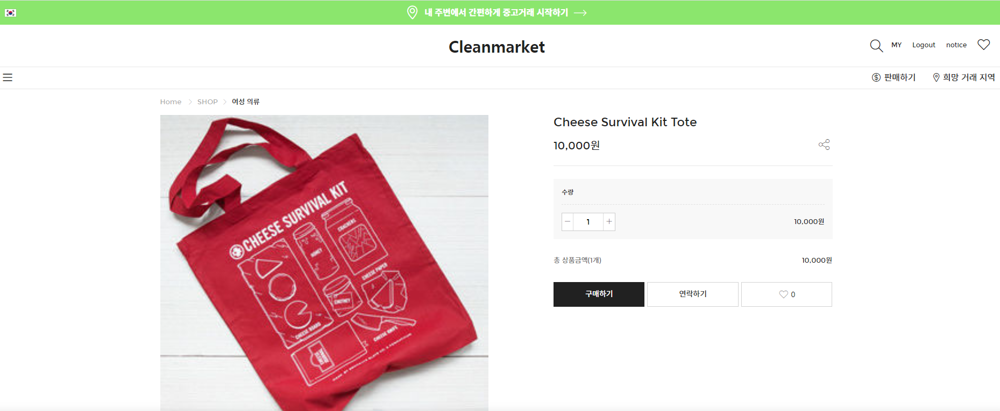 내 주변에서 간편하게 중고거래 시작하기
Cleanmarket
MY Logout notice
판매하기 희망 거래 지역
Home > SHOP > 여성 의류
Cheese Survival Kit Tote
10,000원
수량
− 1 + 10,000원
총 상품금액(1개) 10,000원
구매하기 연락하기 0
CHEESE SURVIVAL KIT
CRACKERS
HONEY
CHEESE PAPER
CHUTNEY
CHEESE BOARD
CHEESE KNIFE